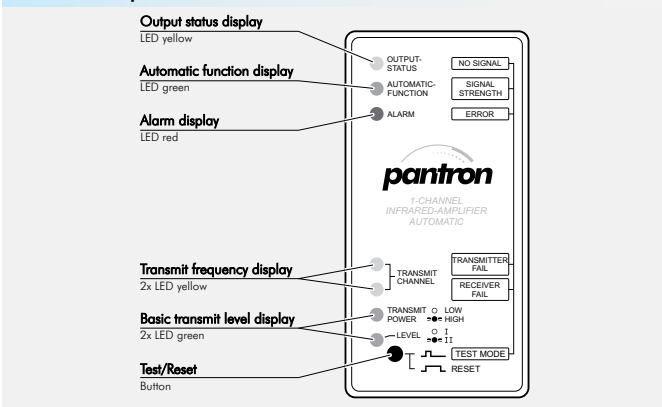 Output status display
LED yellow
Automatic function display
LED green
Alarm display
LED red
Transmit frequency display
2x LED yellow
Basic transmit level display
2x LED green
Test/Reset
Button
OUTPUT-
STATUS
NO SIGNAL
AUTOMATIC-
FUNCTION
SIGNAL
STRENGTH
ALARM
ERROR
pantron
1-CHANNEL
INFRARED-AMPLIFIER
AUTOMATIC
TRANSMIT
CHANNEL
TRANSMITTER
FAIL
RECEIVER
FAIL
TRANSMIT
POWER
LOW
HIGH
LEVEL
I
II
TEST MODE
RESET